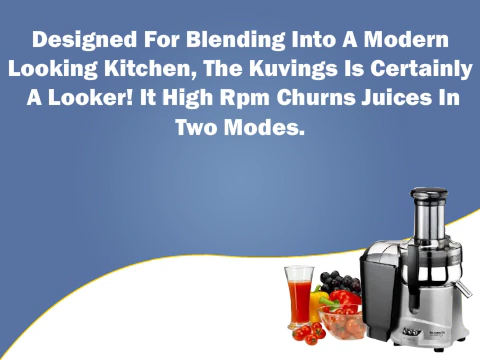 Designed For Blending Into A Modern
Looking Kitchen, The Kuvings Is Certainly
A Looker! It High Rpm Churns Juices In
Two Modes.